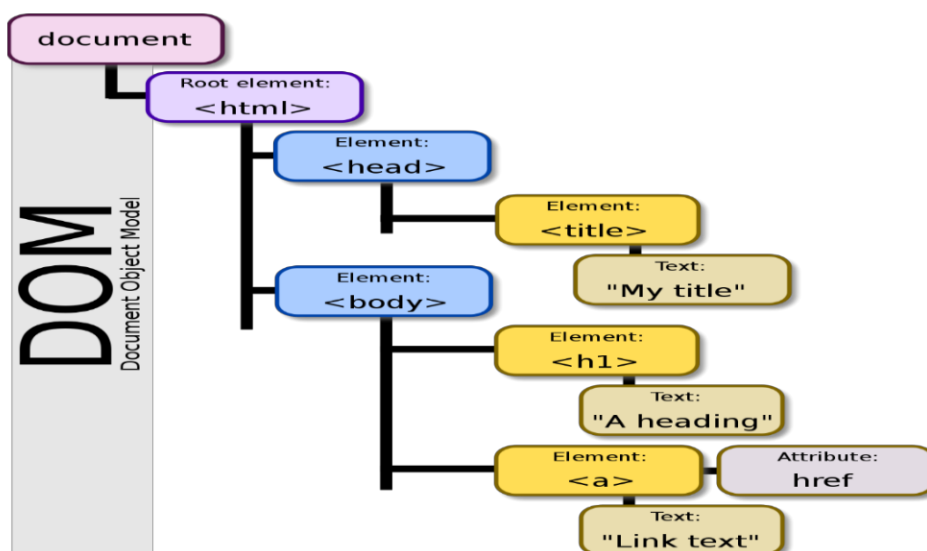 document
Root element:
<html>
Element:
<head>
Element:
<title>
Text:
"My title"
DOM
Document Object Model
Element:
<body>
Element:
<h1>
Text:
"A heading"
Element:
<a>
Attribute:
href
Text:
"Link text"